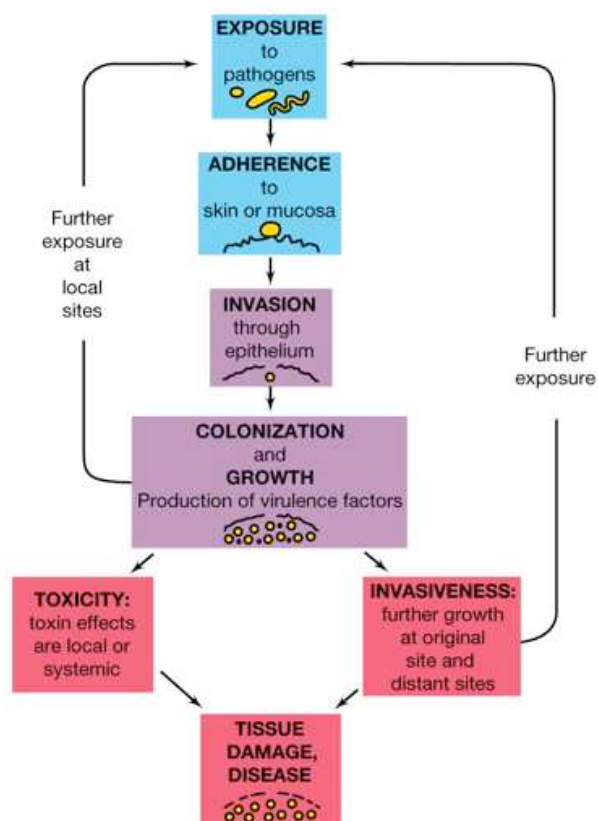 EXPOSURE
to
pathogens
ADHERENCE
to
skin or mucosa
Further
exposure
at
local
sites
INVASION
through
epithelium
Further
exposure
COLONIZATION
and
GROWTH
Production of virulence factors
TOXICITY:
toxin effects
are local or
systemic
INVASIVENESS:
further growth
at original
site and
distant sites
TISSUE
DAMAGE,
DISEASE